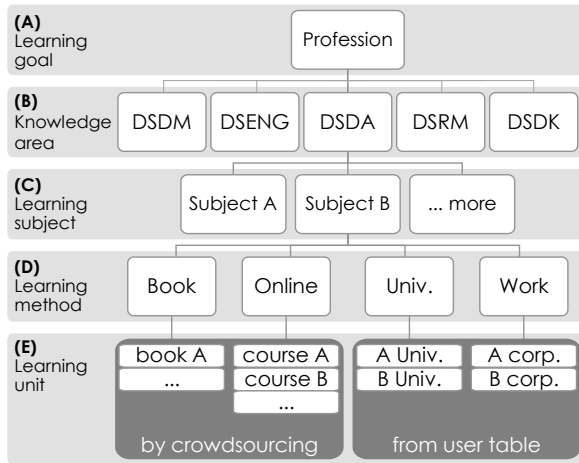 (A)
Learning
goal
Profession
(B)
Knowledge
area
DSDM DSENG DSDA DSRM DSDK
(C)
Learning
subject
Subject A Subject B ... more
(D)
Learning
method
Book Online Univ. Work
(E)
Learning
unit
book A course A A Univ. A corp.
... course B B Univ. B corp.
...
by crowdsourcing from user table